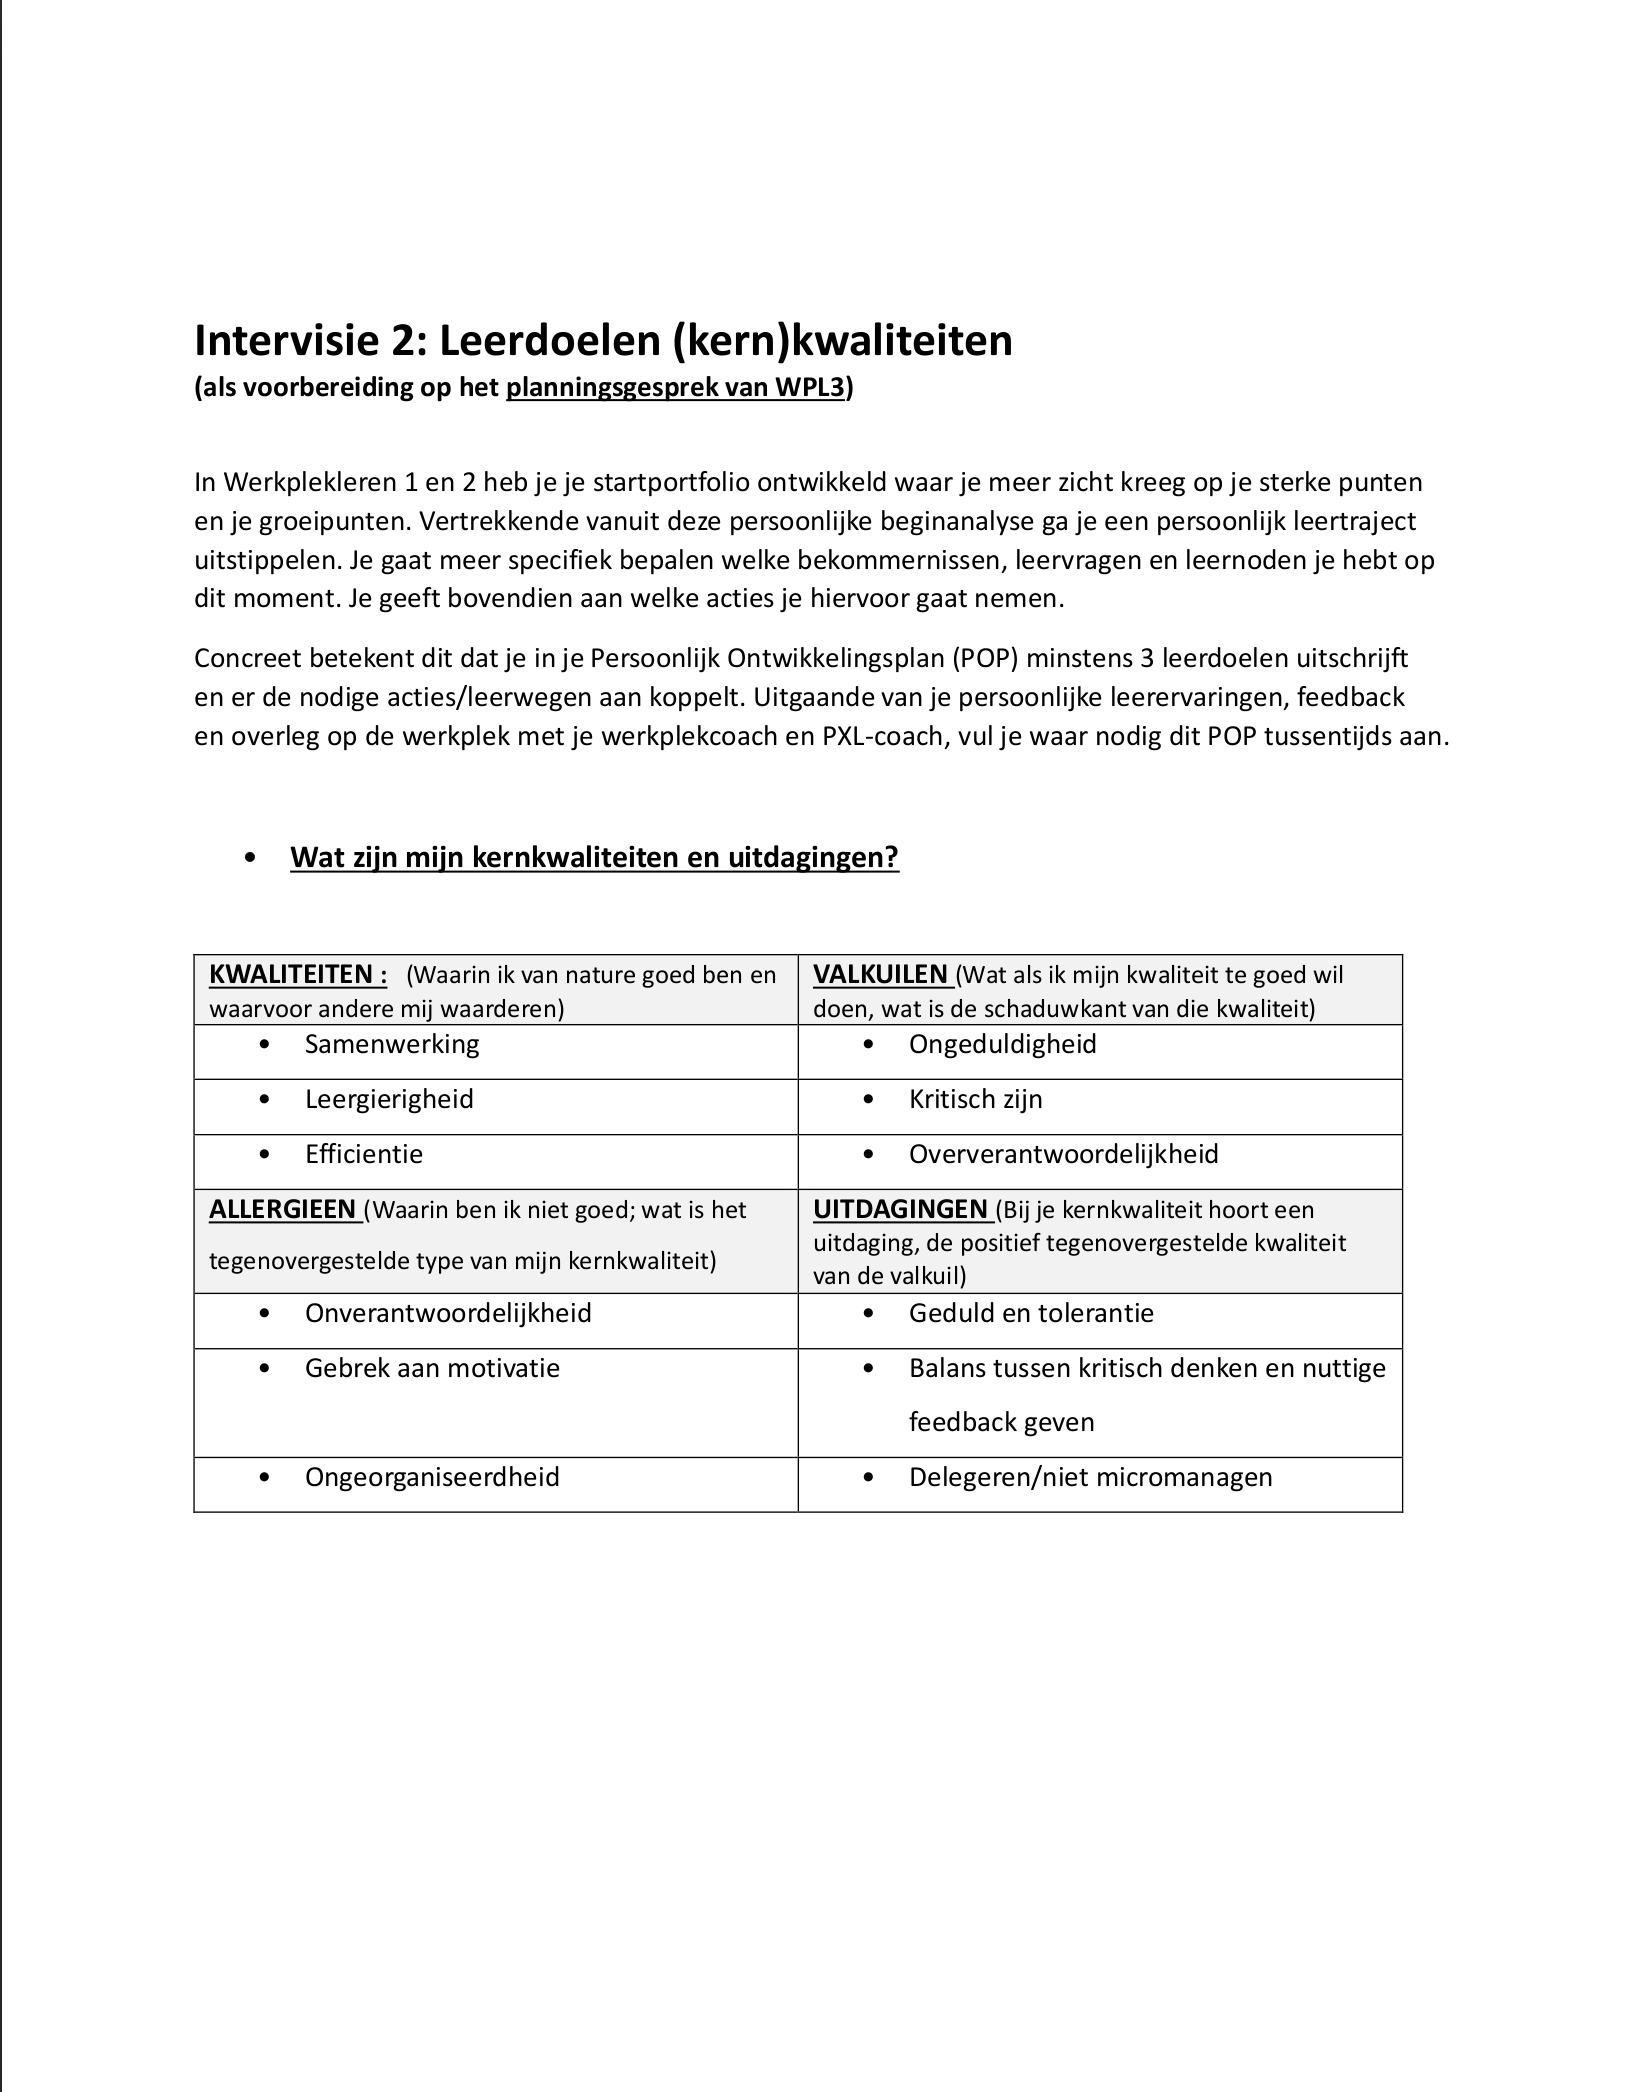 Intervisie 2: Leerdoelen (kern)kwaliteiten
(als voorbereiding op het planningsgesprek van WPL3)
In Werkplekleren 1 en 2 heb je je startportfolio ontwikkeld waar je meer zicht kreeg op je sterke punten
en je groeipunten. Vertrekkende vanuit deze persoonlijke beginanalyse ga je een persoonlijk leertraject
uitstippelen. Je gaat meer specifiek bepalen welke bekommernissen, leervragen en leernoden je hebt op
dit moment. Je geeft bovendien aan welke acties je hiervoor gaat nemen.
Concreet betekent dit dat je in je Persoonlijk Ontwikkelingsplan (POP) minstens 3 leerdoelen uitschrijft
en er de nodige acties/leerwegen aan koppelt. Uitgaande van je persoonlijke leerervaringen, feedback
en overleg op de werkplek met je werkplekcoach en PXL-coach, vul je waar nodig dit POP tussentijds aan.
• Wat zijn mijn kernkwaliteiten en uitdagingen?
KWALITEITEN : (Waarin ik van nature goed ben en
waarvoor andere mij waarderen)
VALKUILEN (Wat als ik mijn kwaliteit te goed wil
doen, wat is de schaduwkant van die kwaliteit)
• Samenwerking
• Ongeduldigheid
• Leergierigheid
• Kritisch zijn
• Efficientie
• Oververantwoordelijkheid
ALLERGIEEN (Waarin ben ik niet goed; wat is het
tegenovergestelde type van mijn kernkwaliteit)
UITDAGINGEN (Bij je kernkwaliteit hoort een
uitdaging, de positief tegenovergestelde kwaliteit
van de valkuil)
• Onverantwoordelijkheid
• Geduld en tolerantie
• Gebrek aan motivatie
• Balans tussen kritisch denken en nuttige
feedback geven
• Ongeorganiseerdheid
• Delegeren/niet micromanagen